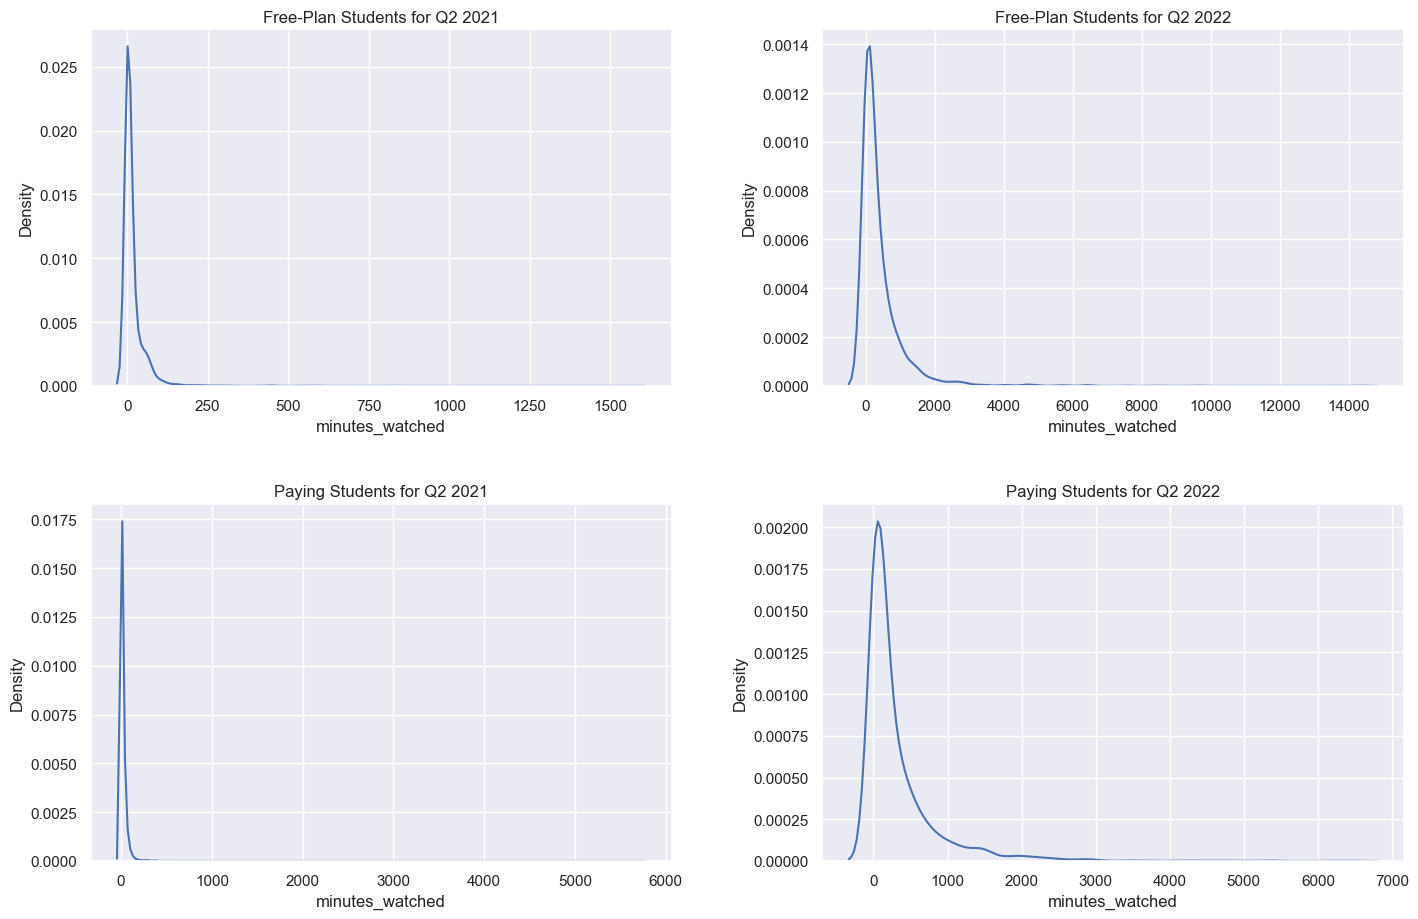 Free-Plan Students for Q2 2021
Density
0.025
0.020
0.015
0.010
0.005
0.000
0 250 500 750 1000 1250 1500
minutes_watched
Free-Plan Students for Q2 2022
Density
0.0014
0.0012
0.0010
0.0008
0.0006
0.0004
0.0002
0.0000
0 2000 4000 6000 8000 10000 12000 14000
minutes_watched
Paying Students for Q2 2021
Density
0.0175
0.0150
0.0125
0.0100
0.0075
0.0050
0.0025
0.0000
0 1000 2000 3000 4000 5000 6000
minutes_watched
Paying Students for Q2 2022
Density
0.00200
0.00175
0.00150
0.00125
0.00100
0.00075
0.00050
0.00025
0.00000
0 1000 2000 3000 4000 5000 6000 7000
minutes_watched